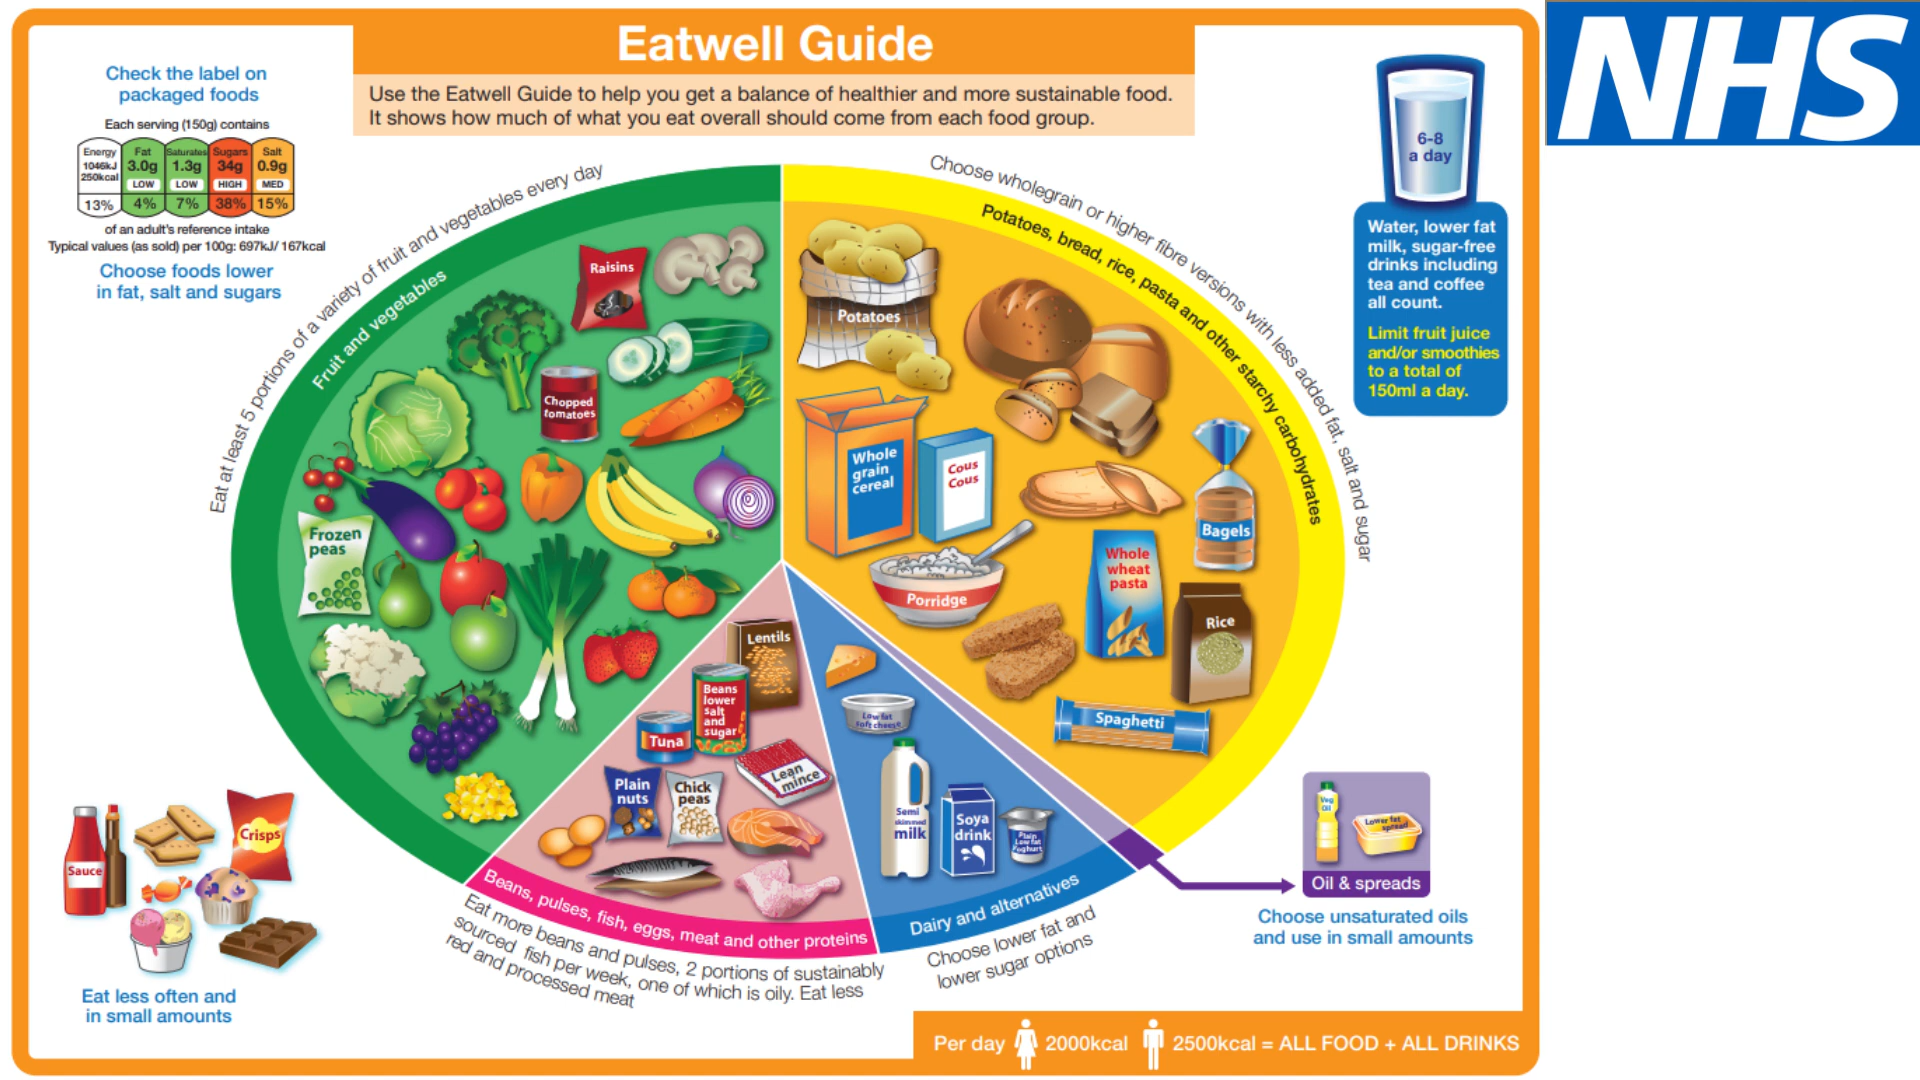 Eatwell Guide
Use the Eatwell Guide to help you get a balance of healthier and more sustainable food.
It shows how much of what you eat overall should come from each food group.
NHS
Check the label on
packaged foods
Each serving (150g) contains
Energy
1046kJ
250kcal
13%
Fat
3.0g
LOW
4%
Saturates
1.3g
LOW
7%
Sugars
34g
HIGH
38%
Salt
0.9g
MED
15%
of an adult's reference intake
Typical values (as sold) per 100g: 697kJ/ 167kcal
Choose foods lower
in fat, salt and sugars
6-8
a day
Water, lower fat
milk, sugar-free
drinks including
tea and coffee
all count.
Limit fruit juice
and/or smoothies
to a total of
150ml a day.
Eat at least 5 portions of a variety of fruit and vegetables every day
Fruit and vegetables
Raisins
Chopped
tomatoes
Frozen
peas
Choose wholegrain or higher fibre versions with less added fat, salt and sugar
Potatoes, bread, rice, pasta and other starchy carbohydrates
Potatoes
Whole
grain
cereal
Cous
Cous
Bagels
Whole
wheat
pasta
Porridge
Rice
Spaghetti
Lentils
Beans
lower
salt
and
sugar
Tuna
Plain
nuts
Chick
peas
Lean
mince
Beans, pulses, fish, eggs, meat and other proteins
Eat more beans and pulses, 2 portions of sustainably
sourced fish per week, one of which is oily. Eat less
red and processed meat
Low fat
soft cheese
Semi
skimmed
milk
Soya
drink
Plain
Low fat
Yoghurt
Dairy and alternatives
Choose lower fat and
lower sugar options
Veg
Oil
Lower fat
spread
Oil & spreads
Choose unsaturated oils
and use in small amounts
Sauce
Crisps
Eat less often and
in small amounts
Per day 2000kcal 2500kcal = ALL FOOD + ALL DRINKS